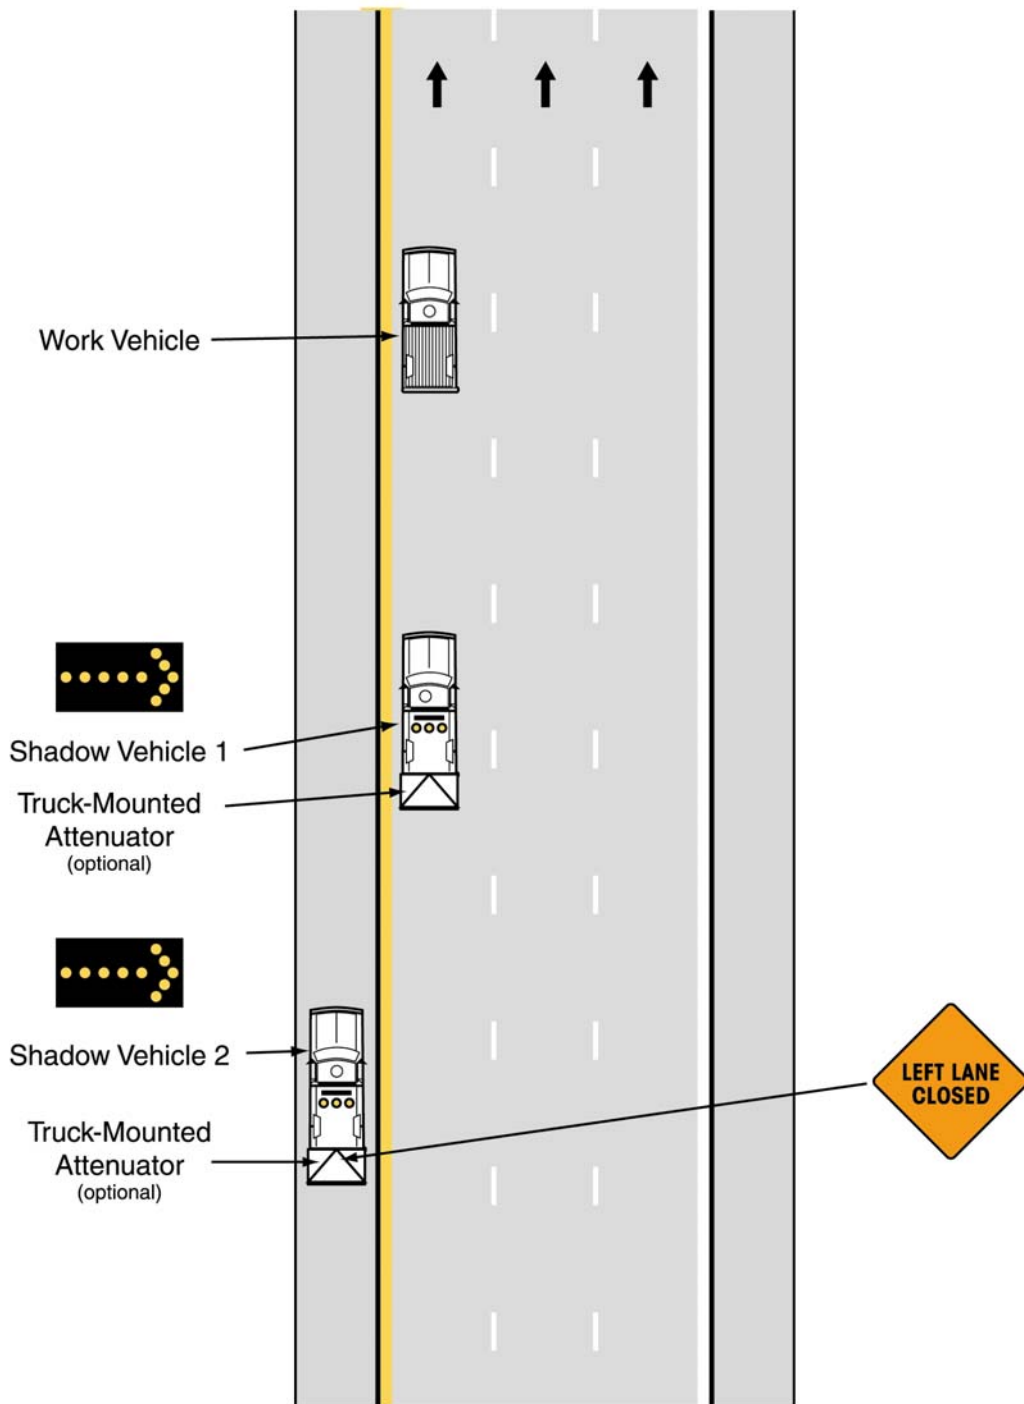 Work Vehicle
Shadow Vehicle 1
Truck-Mounted
Attenuator
(optional)
Shadow Vehicle 2
LEFT LANE
CLOSED
Truck-Mounted
Attenuator
(optional)